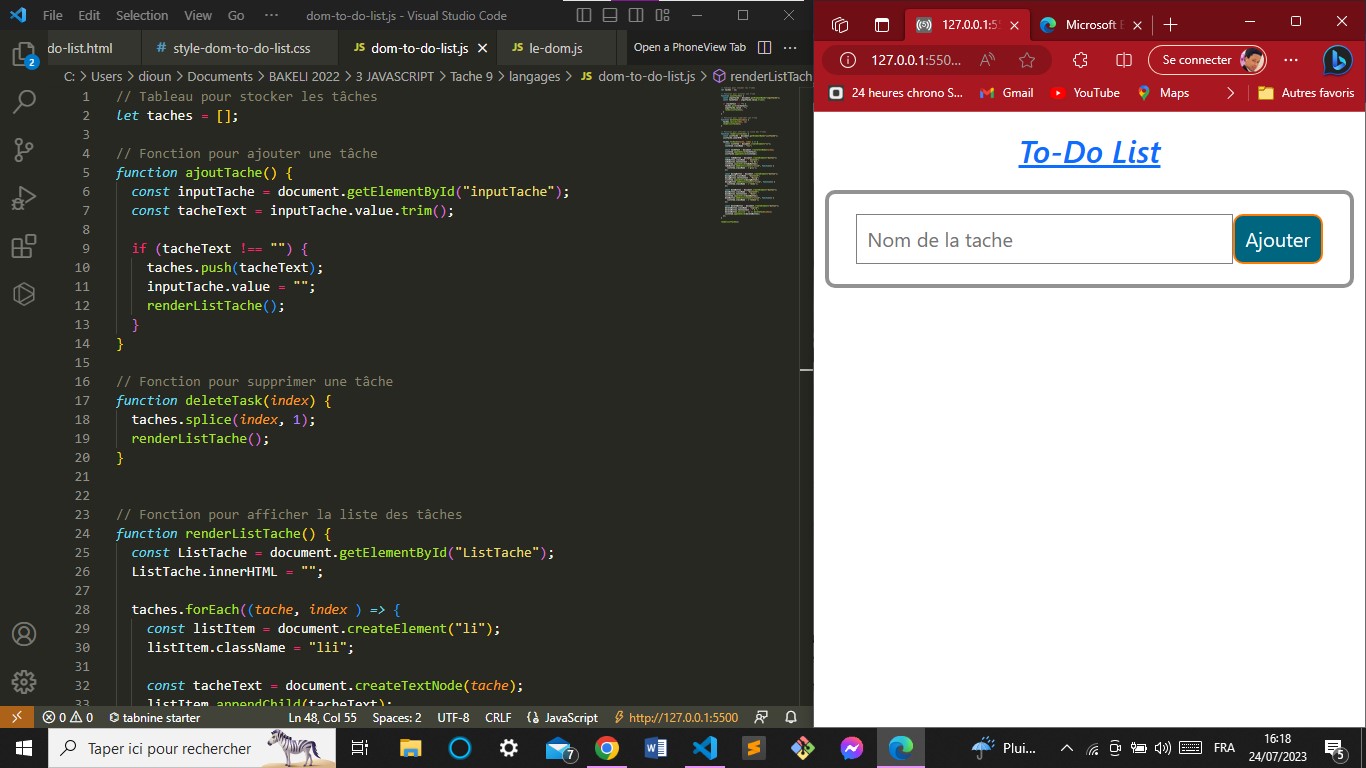 File Edit Selection View Go ··· dom-to-do-list.js - Visual Studio Code
do-list.html # style-dom-to-do-list.css JS dom-to-do-list.js JS le-dom.js Open a PhoneView Tab ···
C: > Users > dioun > Documents > BAKELI 2022 > 3 JAVASCRIPT > Tache 9 > langages > JS dom-to-do-list.js > renderListTach
1 // Tableau pour stocker les tâches
2 let taches = [];
3
4 // Fonction pour ajouter une tâche
5 function ajoutTache() {
6 const inputTache = document.getElementById("inputTache");
7 const tacheText = inputTache.value.trim();
8
9 if (tacheText !== "") {
10 taches.push(tacheText);
11 inputTache.value = "";
12 renderListTache();
13 }
14 }
15
16 // Fonction pour supprimer une tâche
17 function deleteTask(index) {
18 taches.splice(index, 1);
19 renderListTache();
20 }
21
22
23 // Fonction pour afficher la liste des tâches
24 function renderListTache() {
25 const ListTache = document.getElementById("ListTache");
26 ListTache.innerHTML = "";
27
28 taches.forEach((tache, index ) => {
29 const listItem = document.createElement("li");
30 listItem.className = "lii";
31
32 const tacheText = document.createTextNode(tache);
33 listItem.appendChild(tacheText);
2
0 0 tabnine starter Ln 48, Col 55 Spaces: 2 UTF-8 CRLF {} JavaScript http://127.0.0.1:5500
127.0.0.1:55 Microsoft E
127.0.0.1:550... Se connecter ···
24 heures chrono S... Gmail YouTube Maps Autres favoris
To-Do List
Nom de la tache Ajouter
Taper ici pour rechercher 7 Plui... FRA 16:18
24/07/2023 5